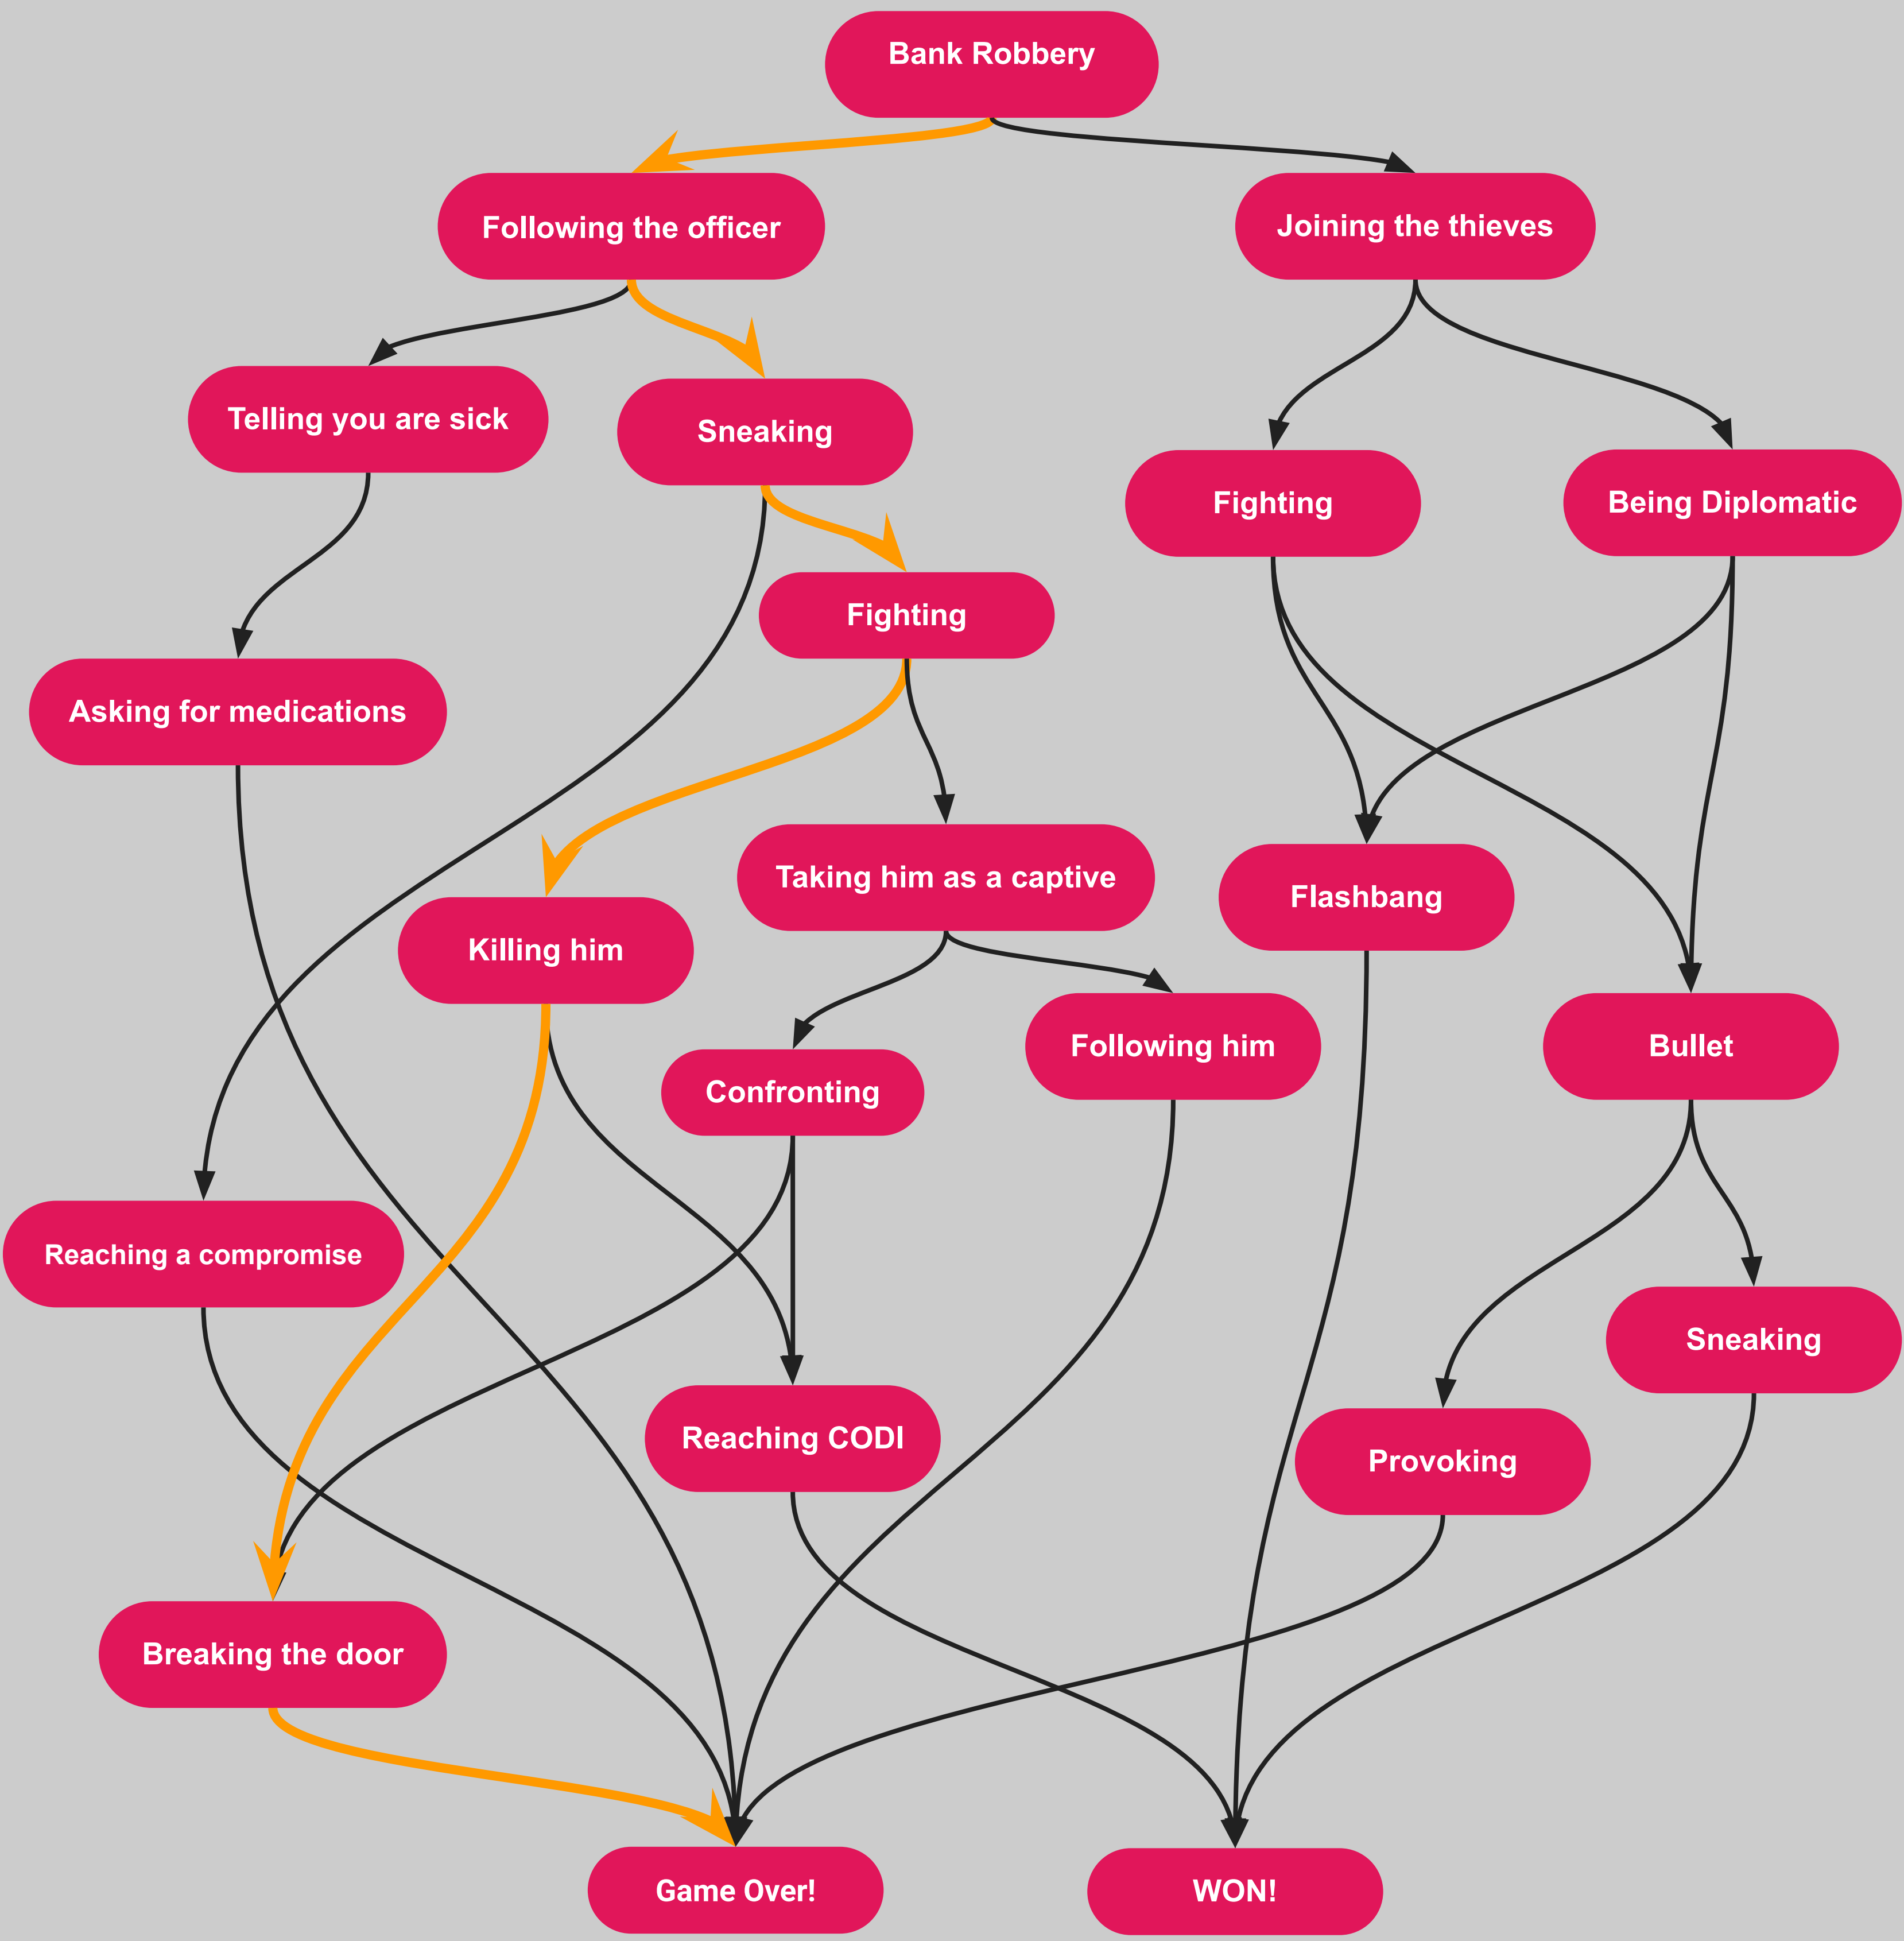 Bank Robbery
Following the officer
Joining the thieves
Telling you are sick
Sneaking
Fighting
Being Diplomatic
Fighting
Asking for medications
Taking him as a captive
Flashbang
Killing him
Following him
Bullet
Confronting
Reaching a compromise
Sneaking
Reaching CODI
Provoking
Breaking the door
Game Over!
WON!